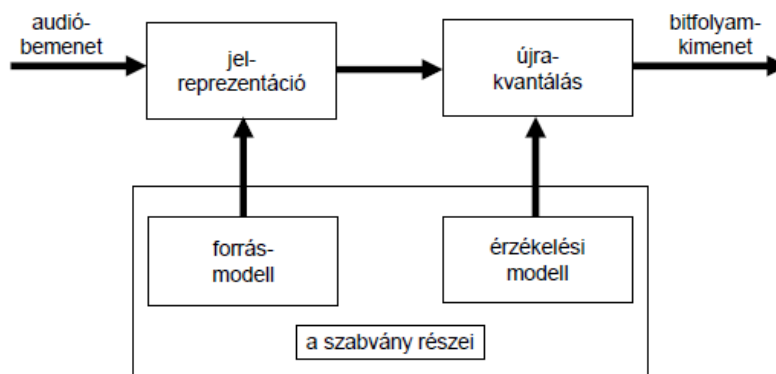 audió-
bemenet
jel-
reprezentáció
újra-
kvantálás
bitfolyam-
kimenet
forrás-
modell
érzékelési
modell
a szabvány részei